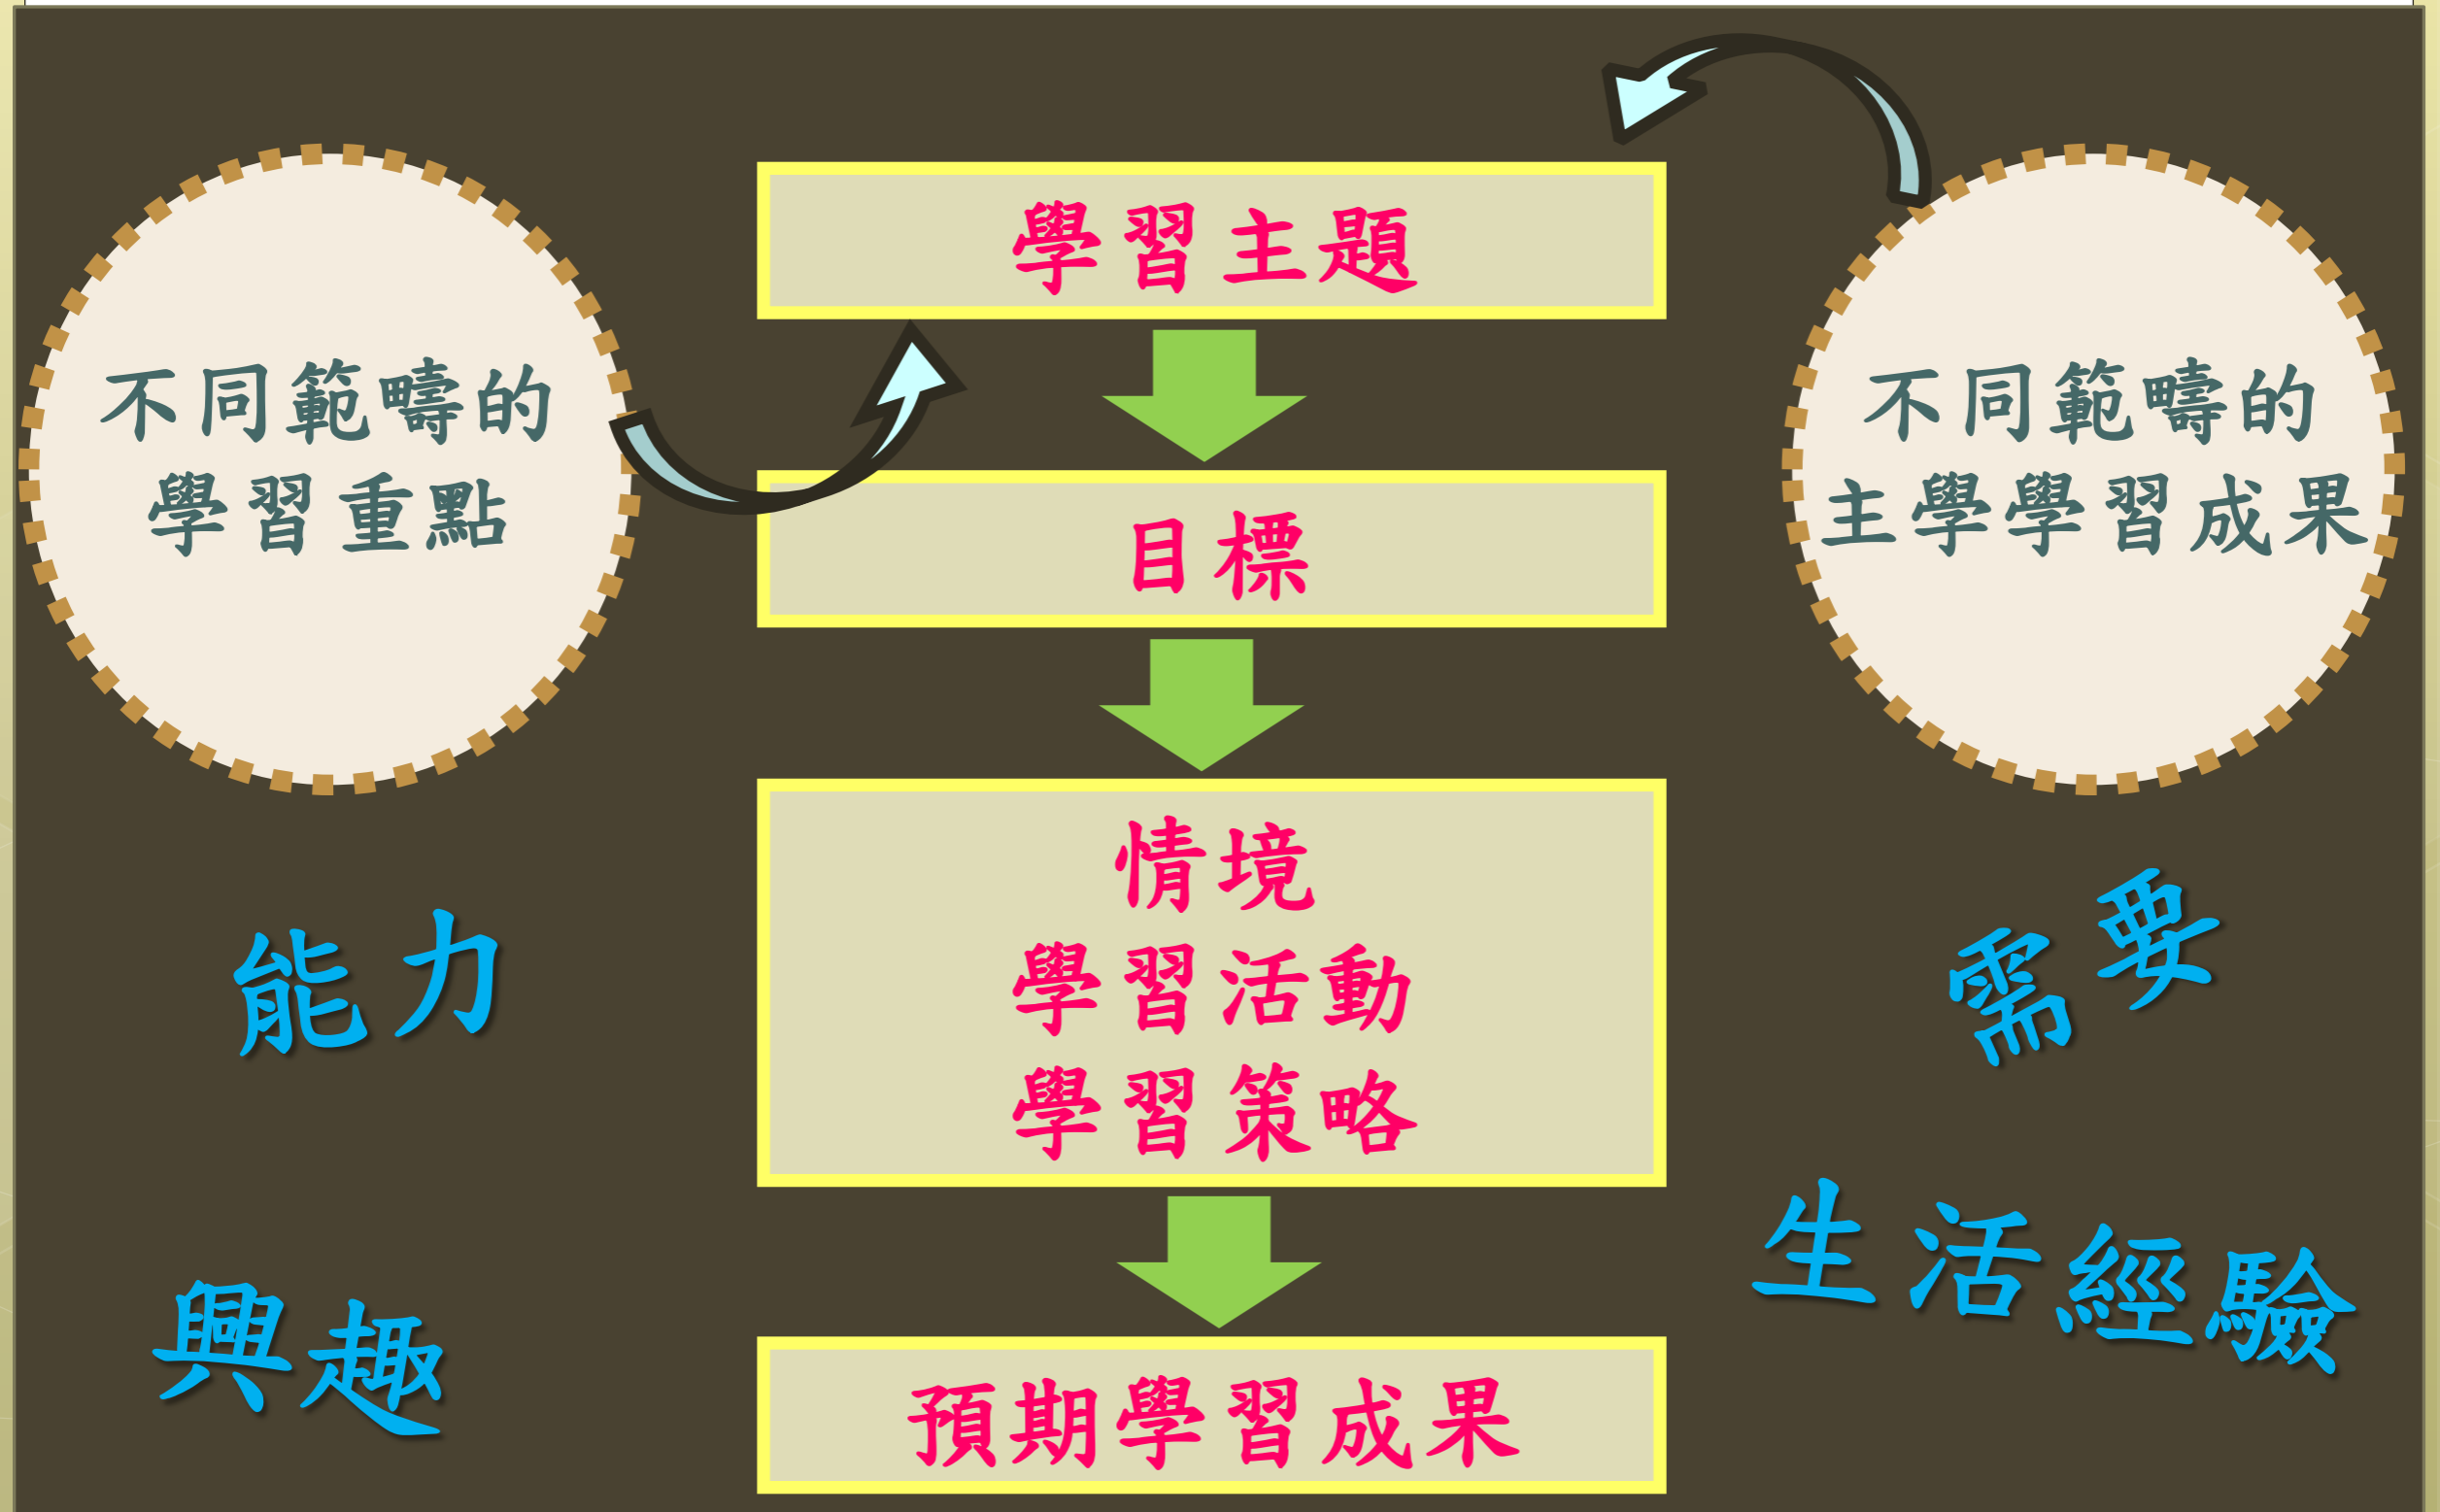 學習主題
不同範疇的
學習重點
不同範疇的
主學學習成果
目標
情境
學習活動
學習策略
能力
需要
興趣
生活經驗
預期學習成果